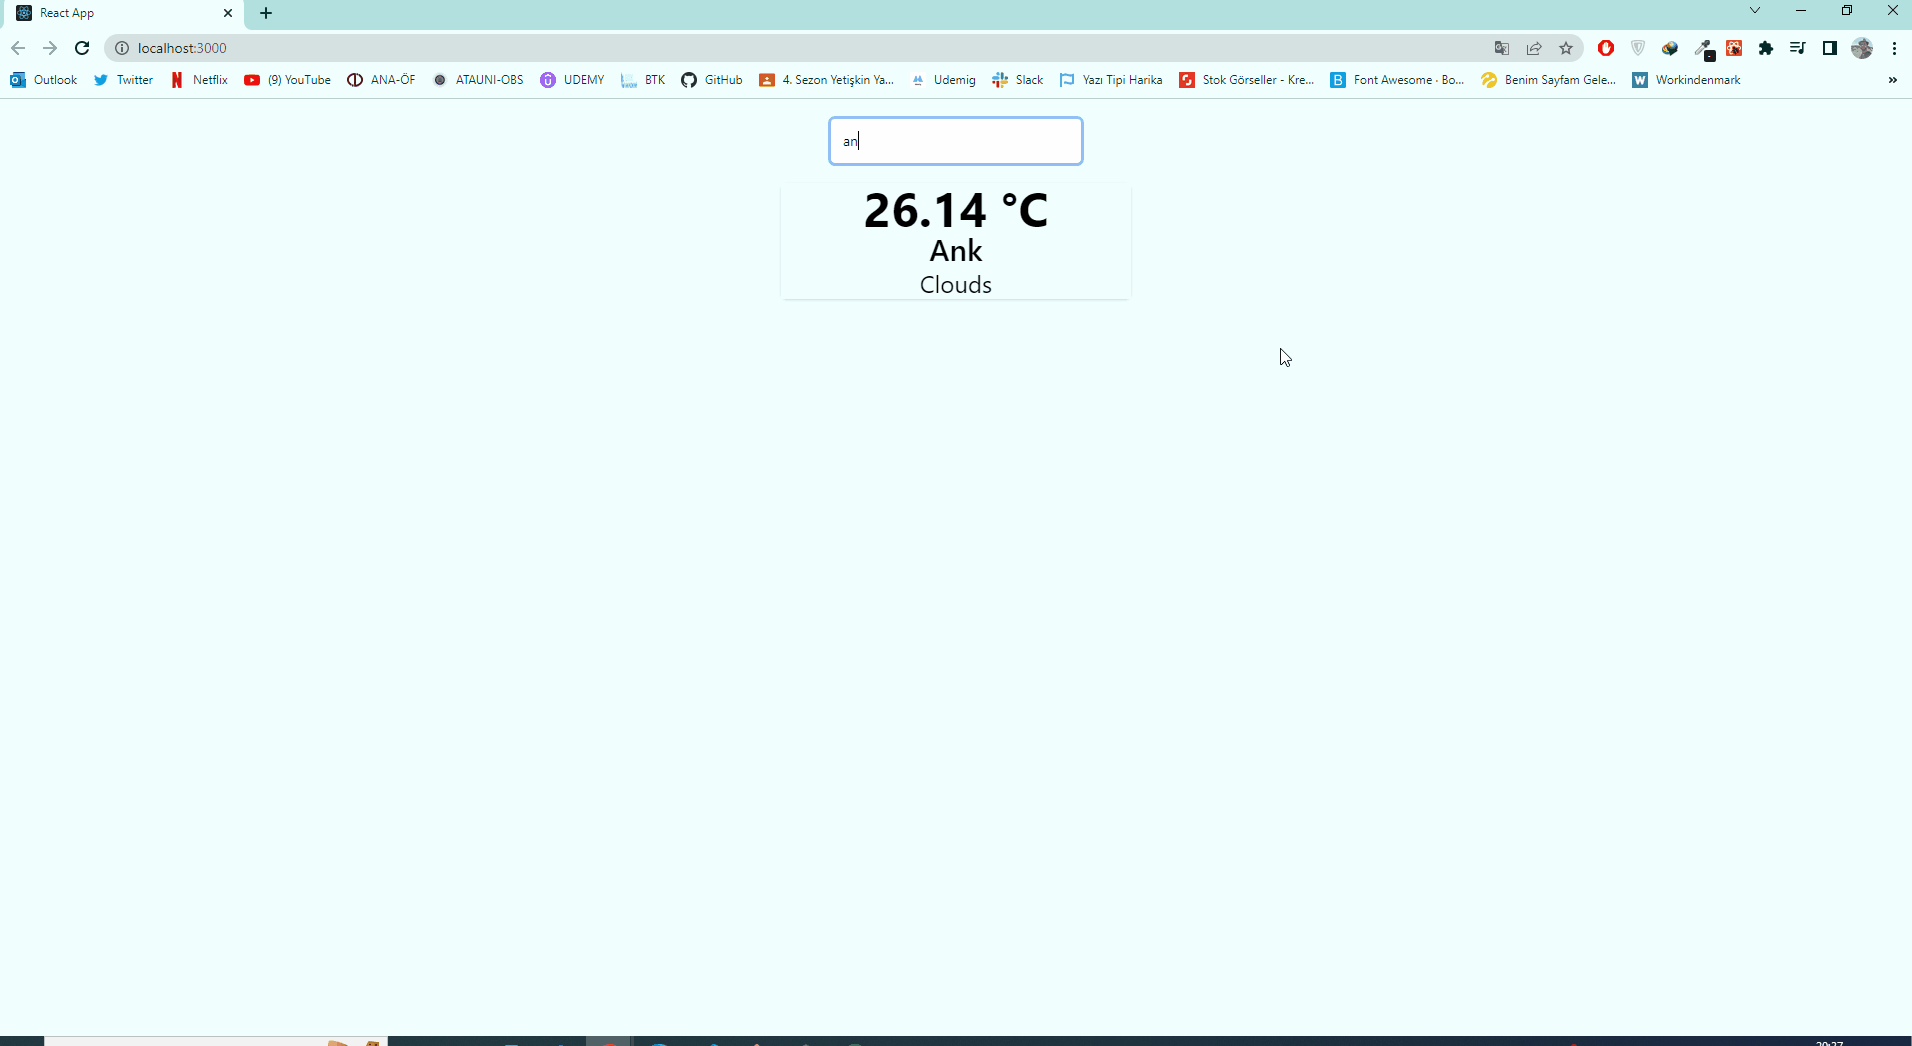 React App
localhost:3000
Outlook Twitter Netflix (9) YouTube ANA-ÖF ATAUNI-OBS UDEMY BTK GitHub 4. Sezon Yetişkin Ya... Udemig Slack Yazı Tipi Harika Stok Görseller - Kre... B Font Awesome · Bo... Benim Sayfam Gele... W Workindenmark »
an
26.14 °C
Ank
Clouds